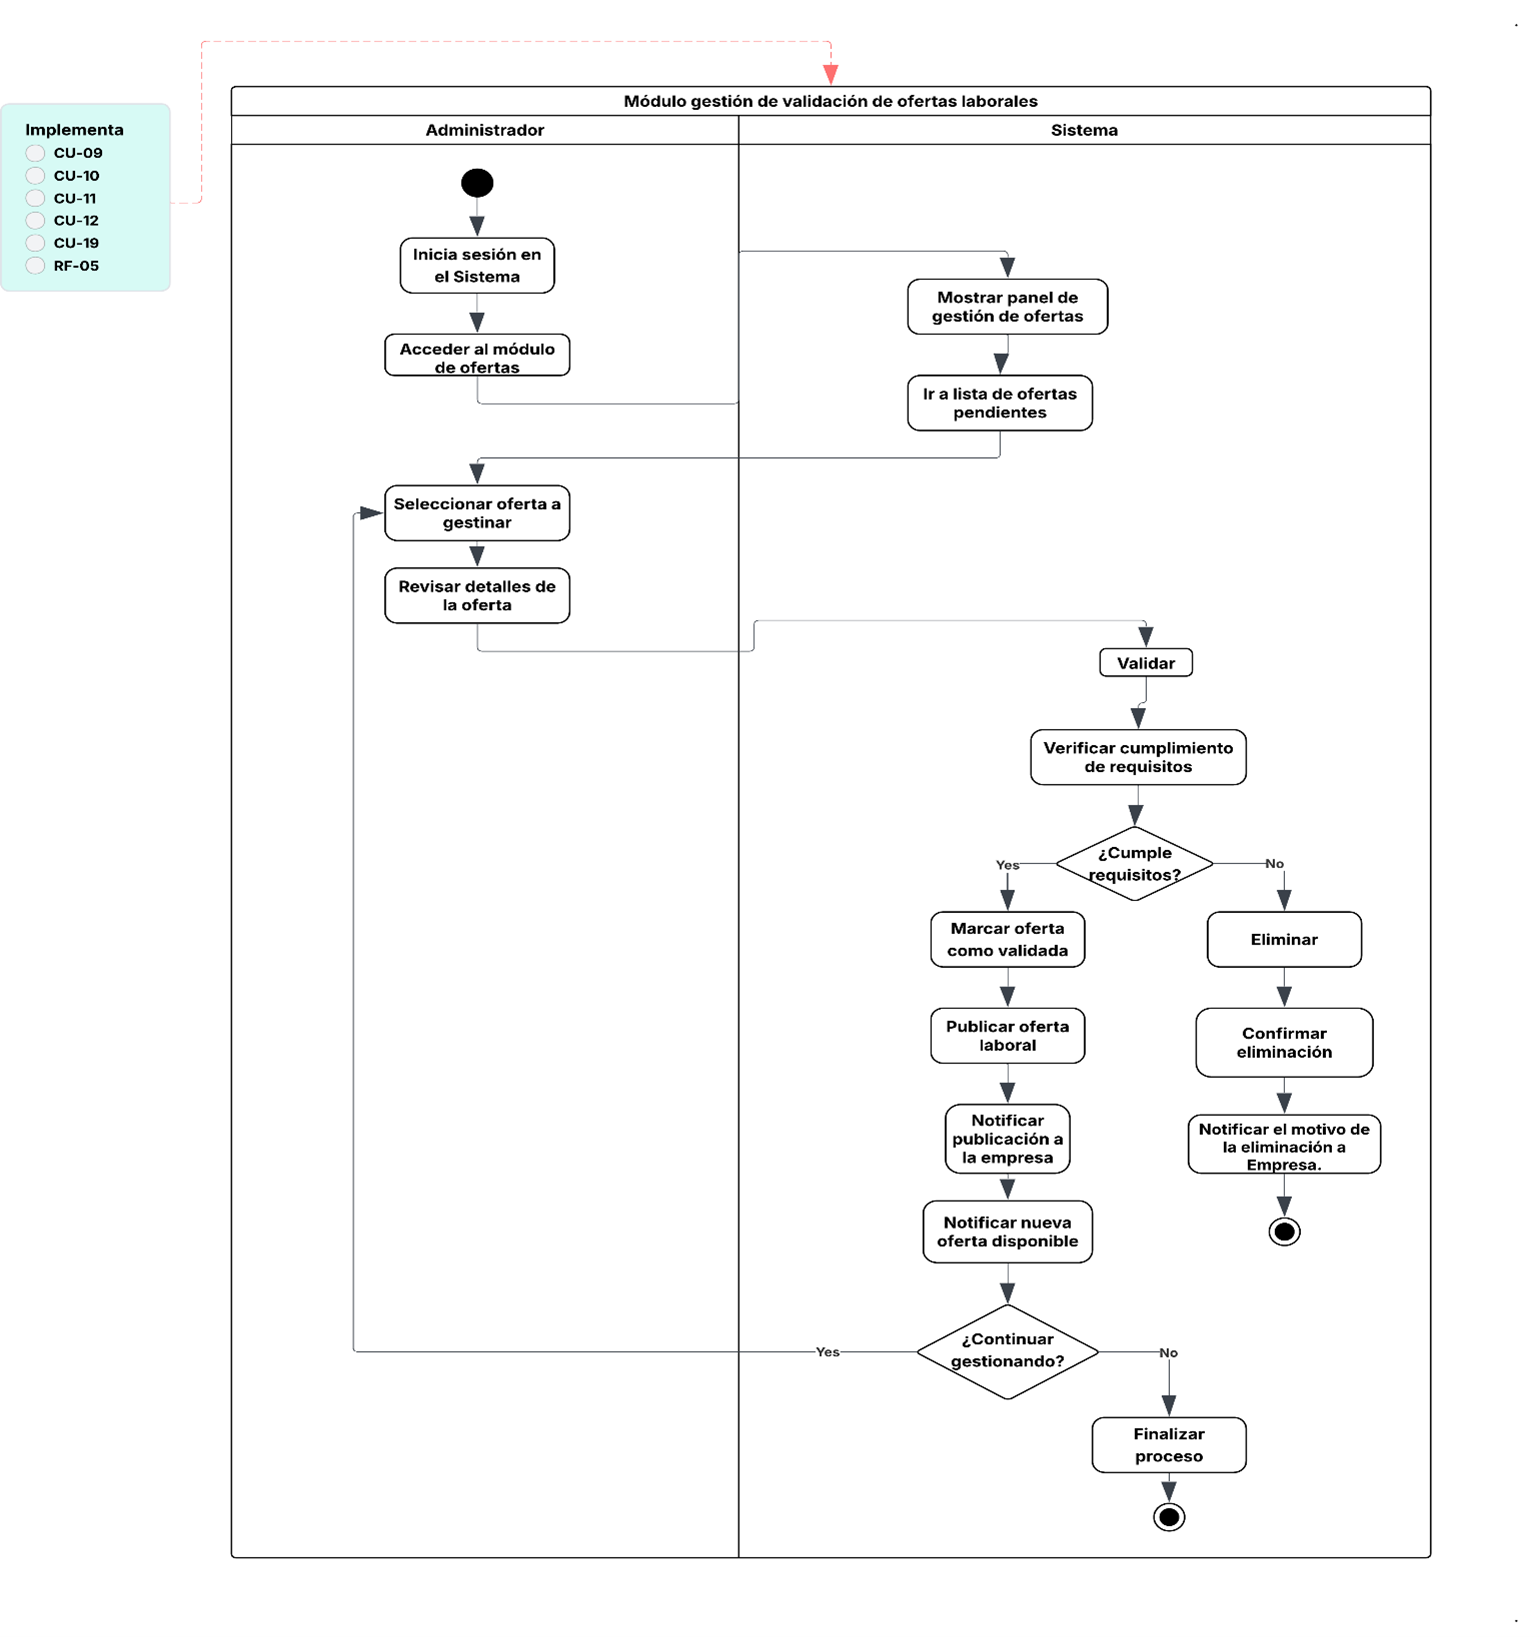 Implementa
CU-09
CU-10
CU-11
CU-12
CU-19
RF-05
Módulo gestión de validación de ofertas laborales
Administrador
Sistema
Inicia sesión en
el Sistema
Acceder al módulo
de ofertas
Mostrar panel de
gestión de ofertas
Ir a lista de ofertas
pendientes
Seleccionar oferta a
gestinar
Revisar detalles de
la oferta
Validar
Verificar cumplimiento
de requisitos
¿Cumple
requisitos?
Yes
No
Marcar oferta
como validada
Eliminar
Publicar oferta
laboral
Confirmar
eliminación
Notificar
publicación a
la empresa
Notificar el motivo de
la eliminación a
Empresa.
Notificar nueva
oferta disponible
¿Continuar
gestionando?
Yes
No
Finalizar
proceso